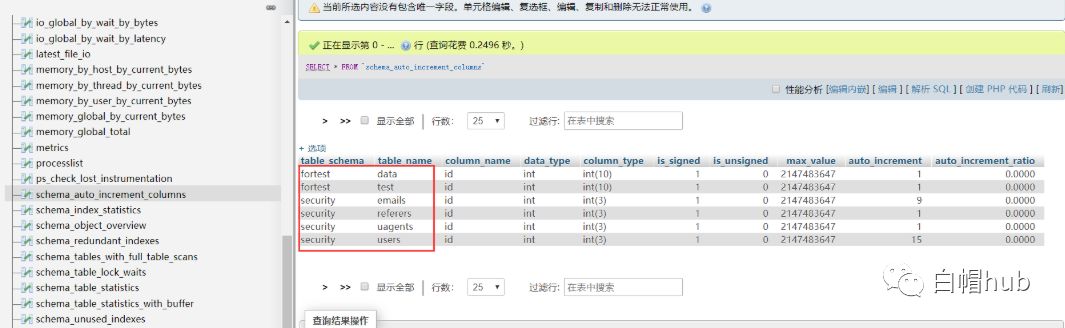 io_global_by_wait_by_bytes
io_global_by_wait_by_latency
latest_file_io
memory_by_host_by_current_bytes
memory_by_thread_by_current_bytes
memory_by_user_by_current_bytes
memory_global_by_current_bytes
memory_global_total
metrics
processlist
ps_check_lost_instrumentation
schema_auto_increment_columns
schema_index_statistics
schema_object_overview
schema_redundant_indexes
schema_tables_with_full_table_scans
schema_table_lock_waits
schema_table_statistics
schema_table_statistics_with_buffer
schema_unused_indexes
当前所选内容没有包含唯一字段。单元格编辑、复选框、编辑、复制和删除无法正常使用。
正在显示第 0 - ... 行 (查询花费 0.2496 秒。)
SELECT * FROM `schema_auto_increment_columns`
性能分析 [编辑内嵌] [ 编辑 ] [ 解析 SQL ] [ 创建 PHP 代码 ] [ 刷新]
> >> 显示全部 行数: 25 过滤行: 在表中搜索
+ 选项
table_schema table_name column_name data_type column_type is_signed is_unsigned max_value auto_increment auto_increment_ratio
fortest data id int int(10) 1 0 2147483647 1 0.0000
fortest test id int int(10) 1 0 2147483647 1 0.0000
security emails id int int(3) 1 0 2147483647 9 0.0000
security referers id int int(3) 1 0 2147483647 1 0.0000
security uagents id int int(3) 1 0 2147483647 1 0.0000
security users id int int(3) 1 0 2147483647 15 0.0000
> >> 显示全部 行数: 25 过滤行: 在表中搜索
白帽hub
查询结果操作